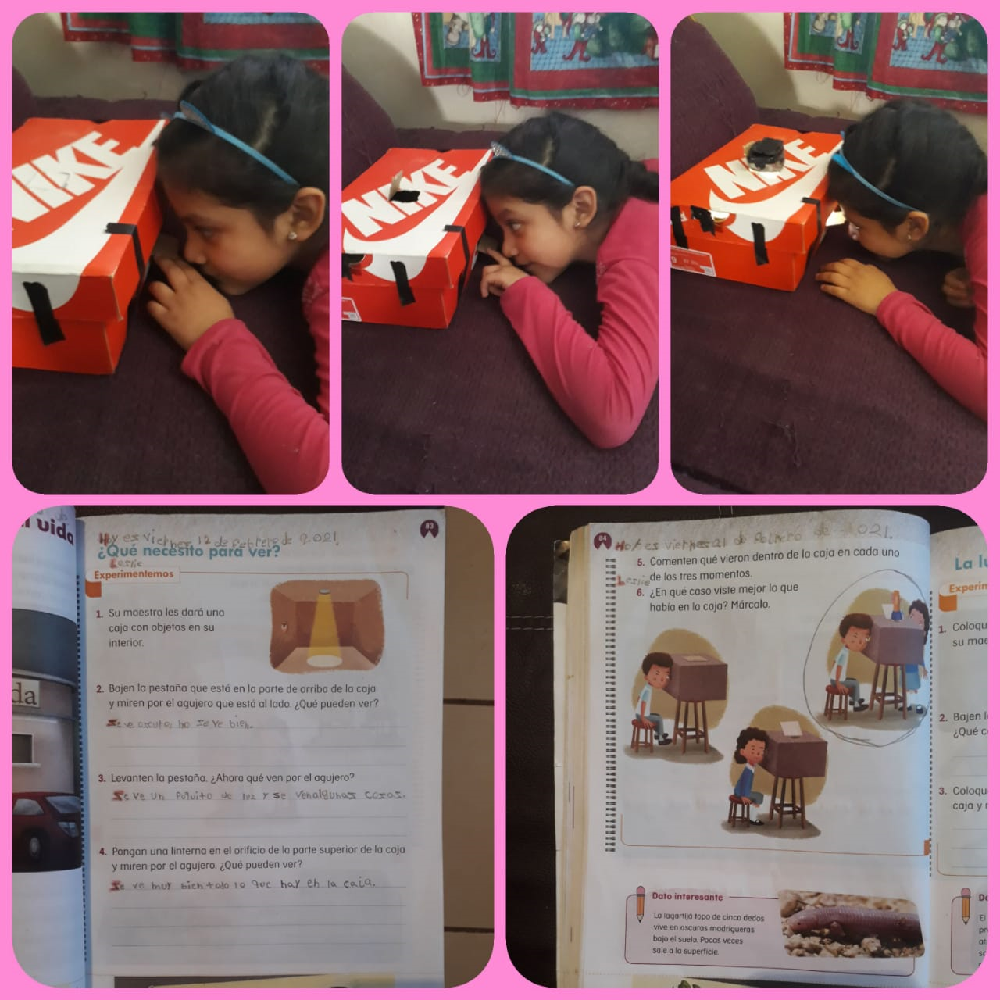 NIKE
NIKE
NIKE
uida
da
83
Hoy es viernes 12 de febrero de 2021.
¿Qué necesito para ver?
Leslie
Experimentemos
1. Su maestro les dará una
caja con objetos en su
interior.
2. Bajen la pestaña que está en la parte de arriba de la caja
y miren por el agujero que está al lado. ¿Qué pueden ver?
Se ve oscuro, no se ve bien.
3. Levanten la pestaña. ¿Ahora qué ven por el agujero?
Se ve un poquito de luz y se ven algunas cosas.
4. Pongan una linterna en el orificio de la parte superior de la caja
y miren por el agujero. ¿Qué pueden ver?
Se ve muy bien todo lo que hay en la caja.
84
es viernes 21 de de 2021.
5. Comenten qué vieron dentro de la caja en cada uno
de los tres momentos.
Leslie
6. ¿En qué caso viste mejor lo que
había en la caja? Márcalo.
Dato interesante
La lagartija topo de cinco dedos
vive en oscuras madrigueras
bajo el suelo. Pocas veces
sale a la superficie.
La lu
Experin
1. Coloqu
su mae
2. Bajen l
¿Qué c
3. Coloqu
caja y r
Da
El
pr